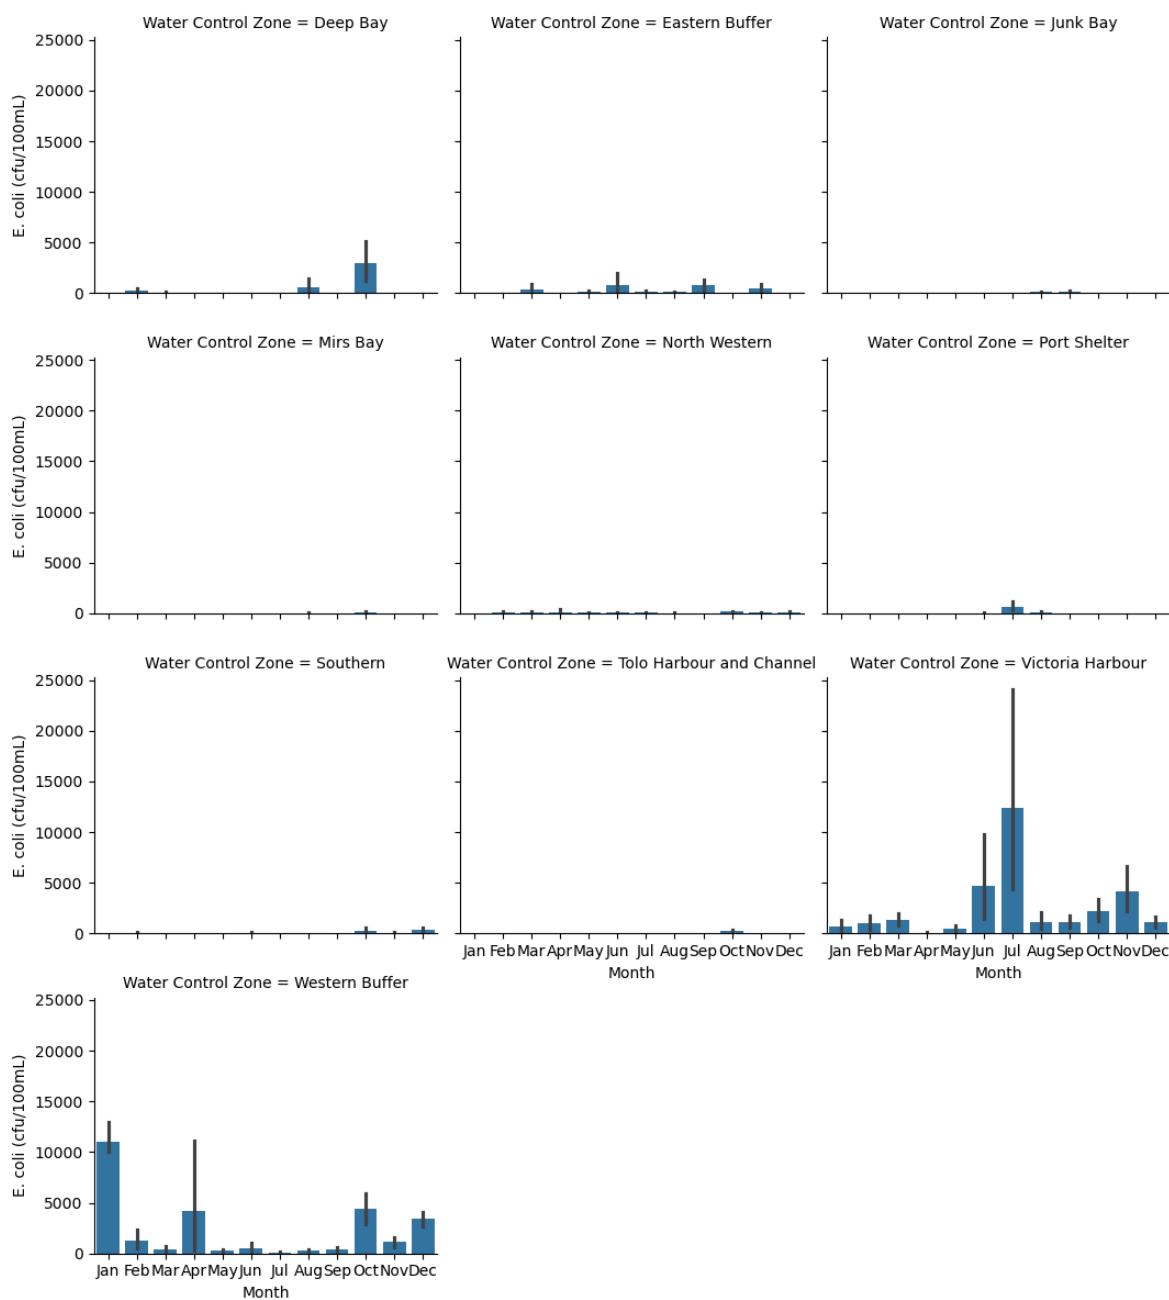 Water Control Zone = Deep Bay
Water Control Zone = Eastern Buffer
Water Control Zone = Junk Bay
25000
20000
15000
10000
5000
0
E. coli (cfu/100mL)
Water Control Zone = Mirs Bay
Water Control Zone = North Western
Water Control Zone = Port Shelter
25000
20000
15000
10000
5000
0
E. coli (cfu/100mL)
Water Control Zone = Southern
Water Control Zone = Tolo Harbour and Channel
Water Control Zone = Victoria Harbour
25000
20000
15000
10000
5000
0
E. coli (cfu/100mL)
Jan Feb Mar Apr May Jun Jul Aug Sep Oct Nov Dec
Month
Jan Feb Mar Apr May Jun Jul Aug Sep Oct Nov Dec
Month
Water Control Zone = Western Buffer
25000
20000
15000
10000
5000
0
E. coli (cfu/100mL)
Jan Feb Mar Apr May Jun Jul Aug Sep Oct Nov Dec
Month